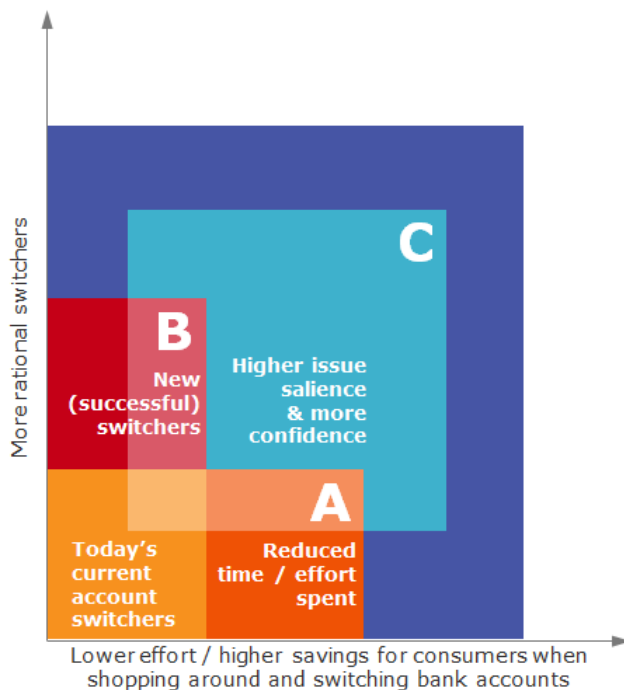 More rational switchers
C
B
Higher issue
salience
& more
confidence
New
(successful)
switchers
A
Today's
current
account
switchers
Reduced
time / effort
spent
Lower effort / higher savings for consumers when
shopping around and switching bank accounts